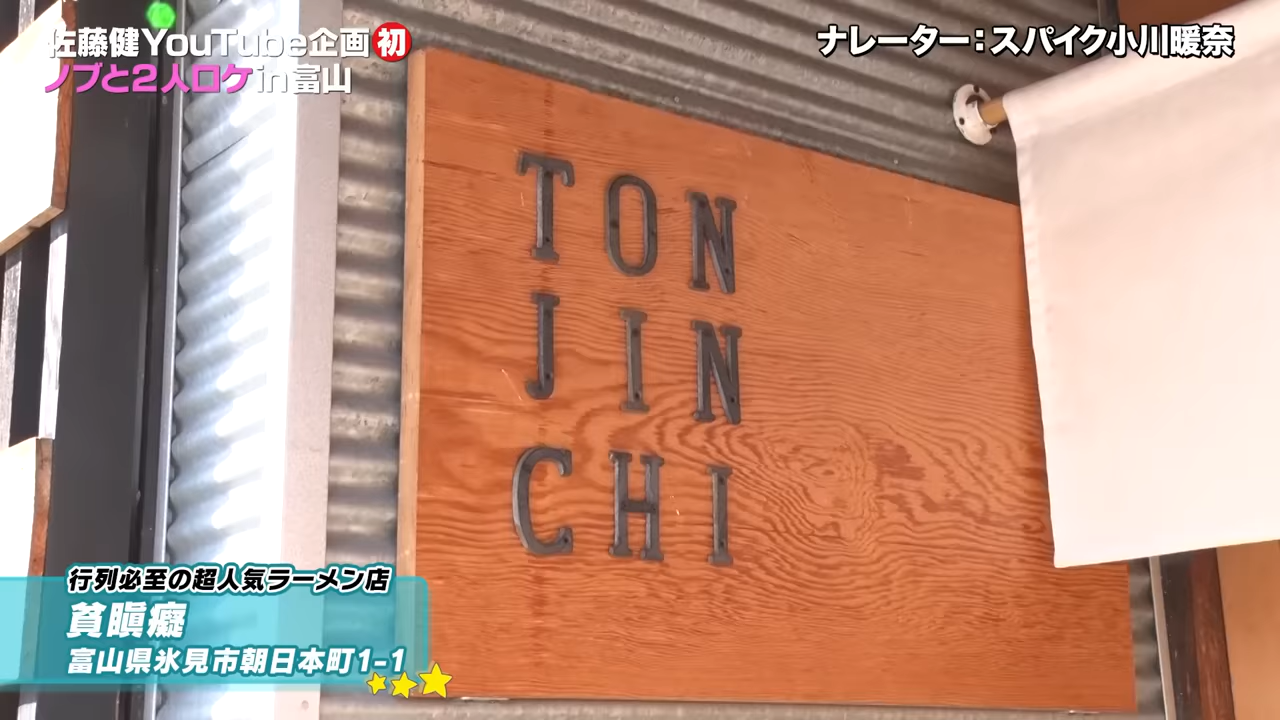 佐藤健YouTube企画初
ノブと2人ロケin富山
ナレーター：スパイク小川暖奈
TON
JIN
CHI
行列必至の超人気ラーメン店
貧瞋癡
富山県氷見市朝日本町1-1